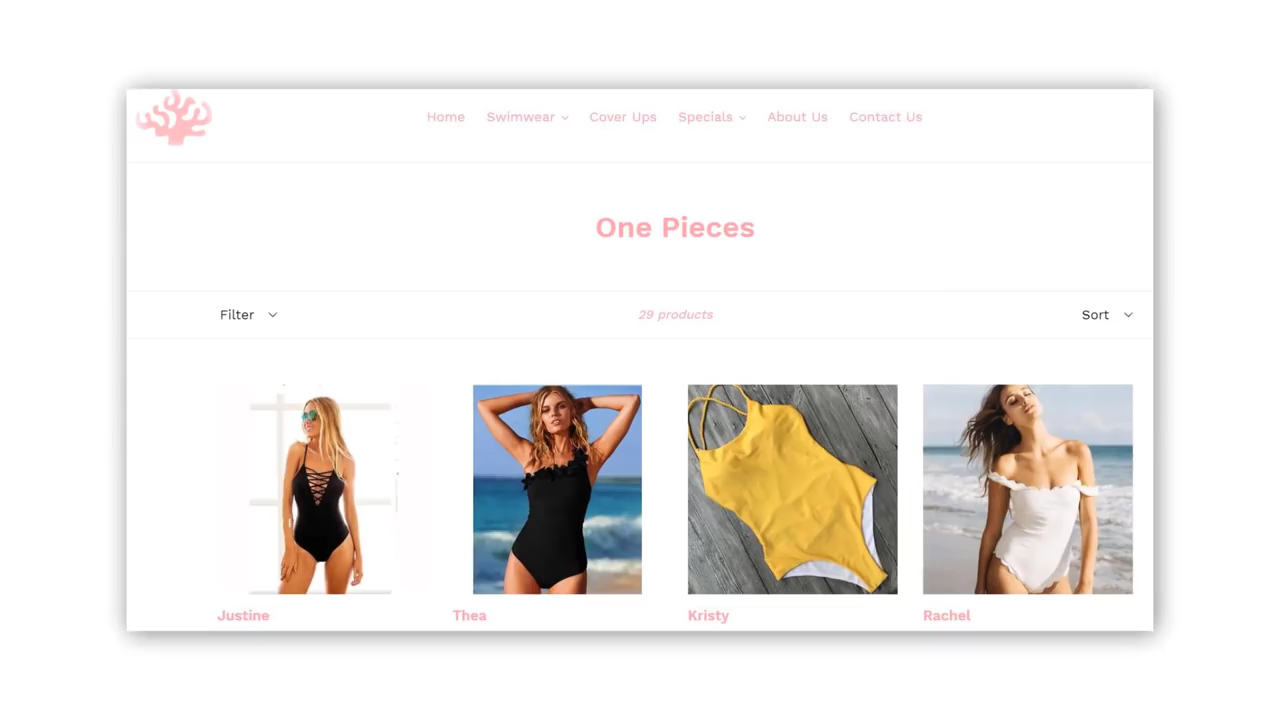 Home Swimwear Cover Ups Specials About Us Contact Us
One Pieces
Filter 29 products Sort
Justine Thea Kristy Rachel